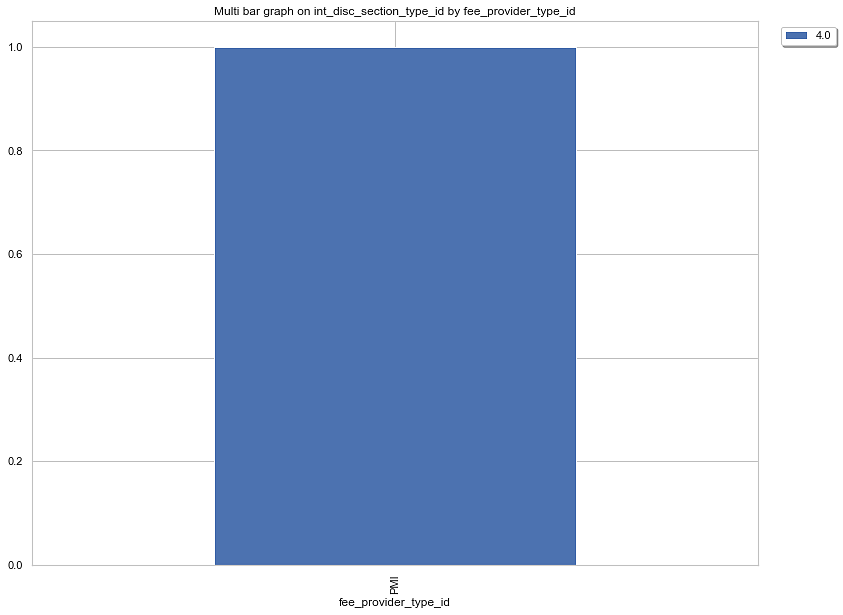 Multi bar graph on int_disc_section_type_id by fee_provider_type_id
4.0
1.0
0.8
0.6
0.4
0.2
0.0
PMI
fee_provider_type_id